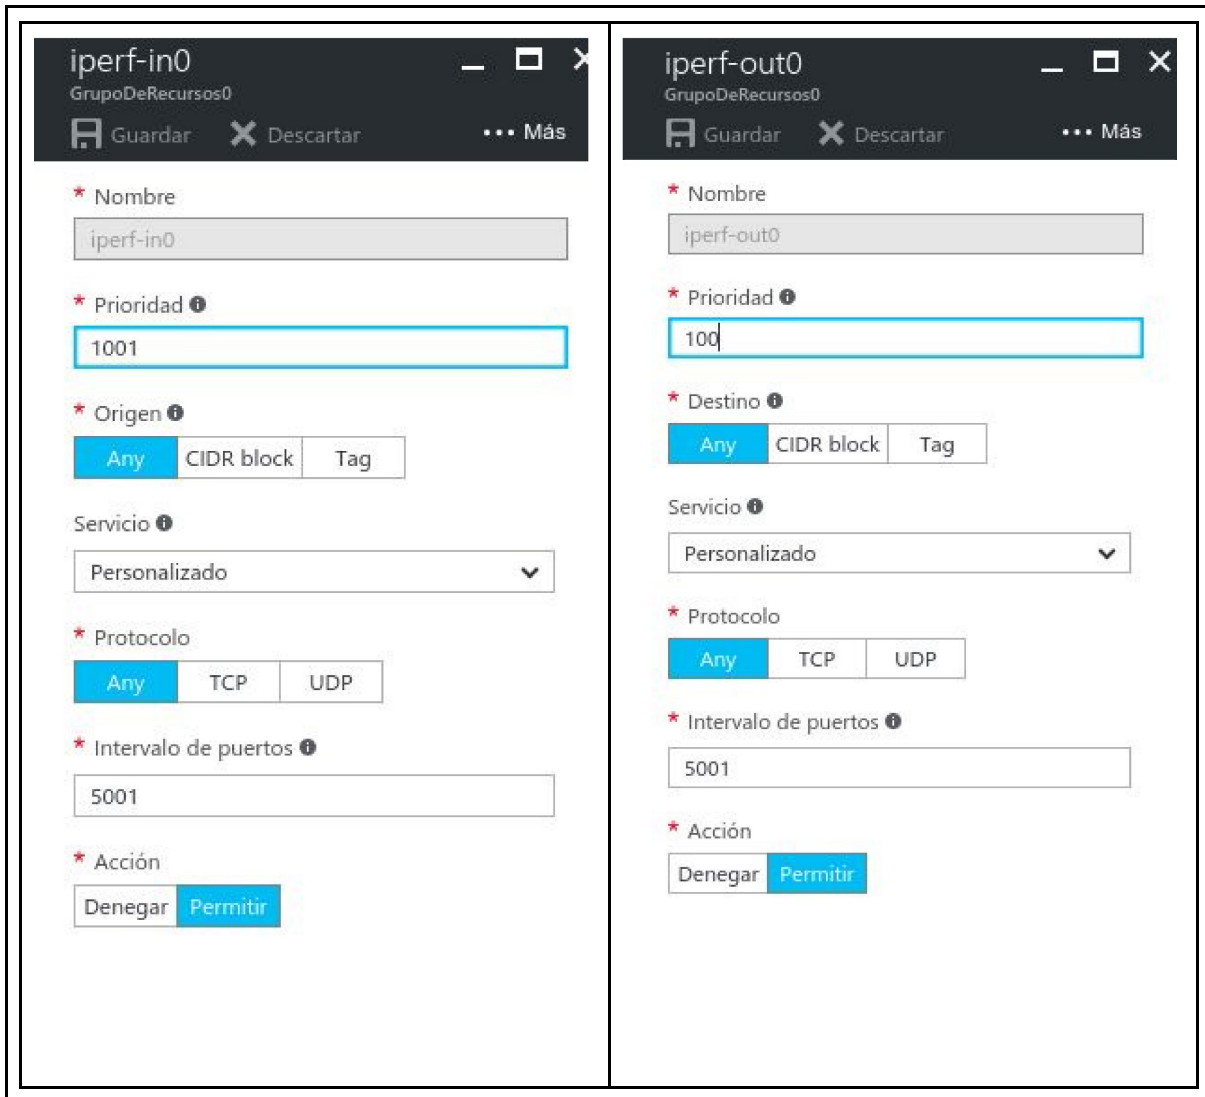 iperf-in0
GrupoDeRecursos0
Guardar Descartar ••• Más
* Nombre
iperf-in0
* Prioridad
1001
* Origen
Any CIDR block Tag
Servicio
Personalizado
* Protocolo
Any TCP UDP
* Intervalo de puertos
5001
* Acción
Denegar Permitir
iperf-out0
GrupoDeRecursos0
Guardar Descartar ••• Más
* Nombre
iperf-out0
* Prioridad
100
* Destino
Any CIDR block Tag
Servicio
Personalizado
* Protocolo
Any TCP UDP
* Intervalo de puertos
5001
* Acción
Denegar Permitir